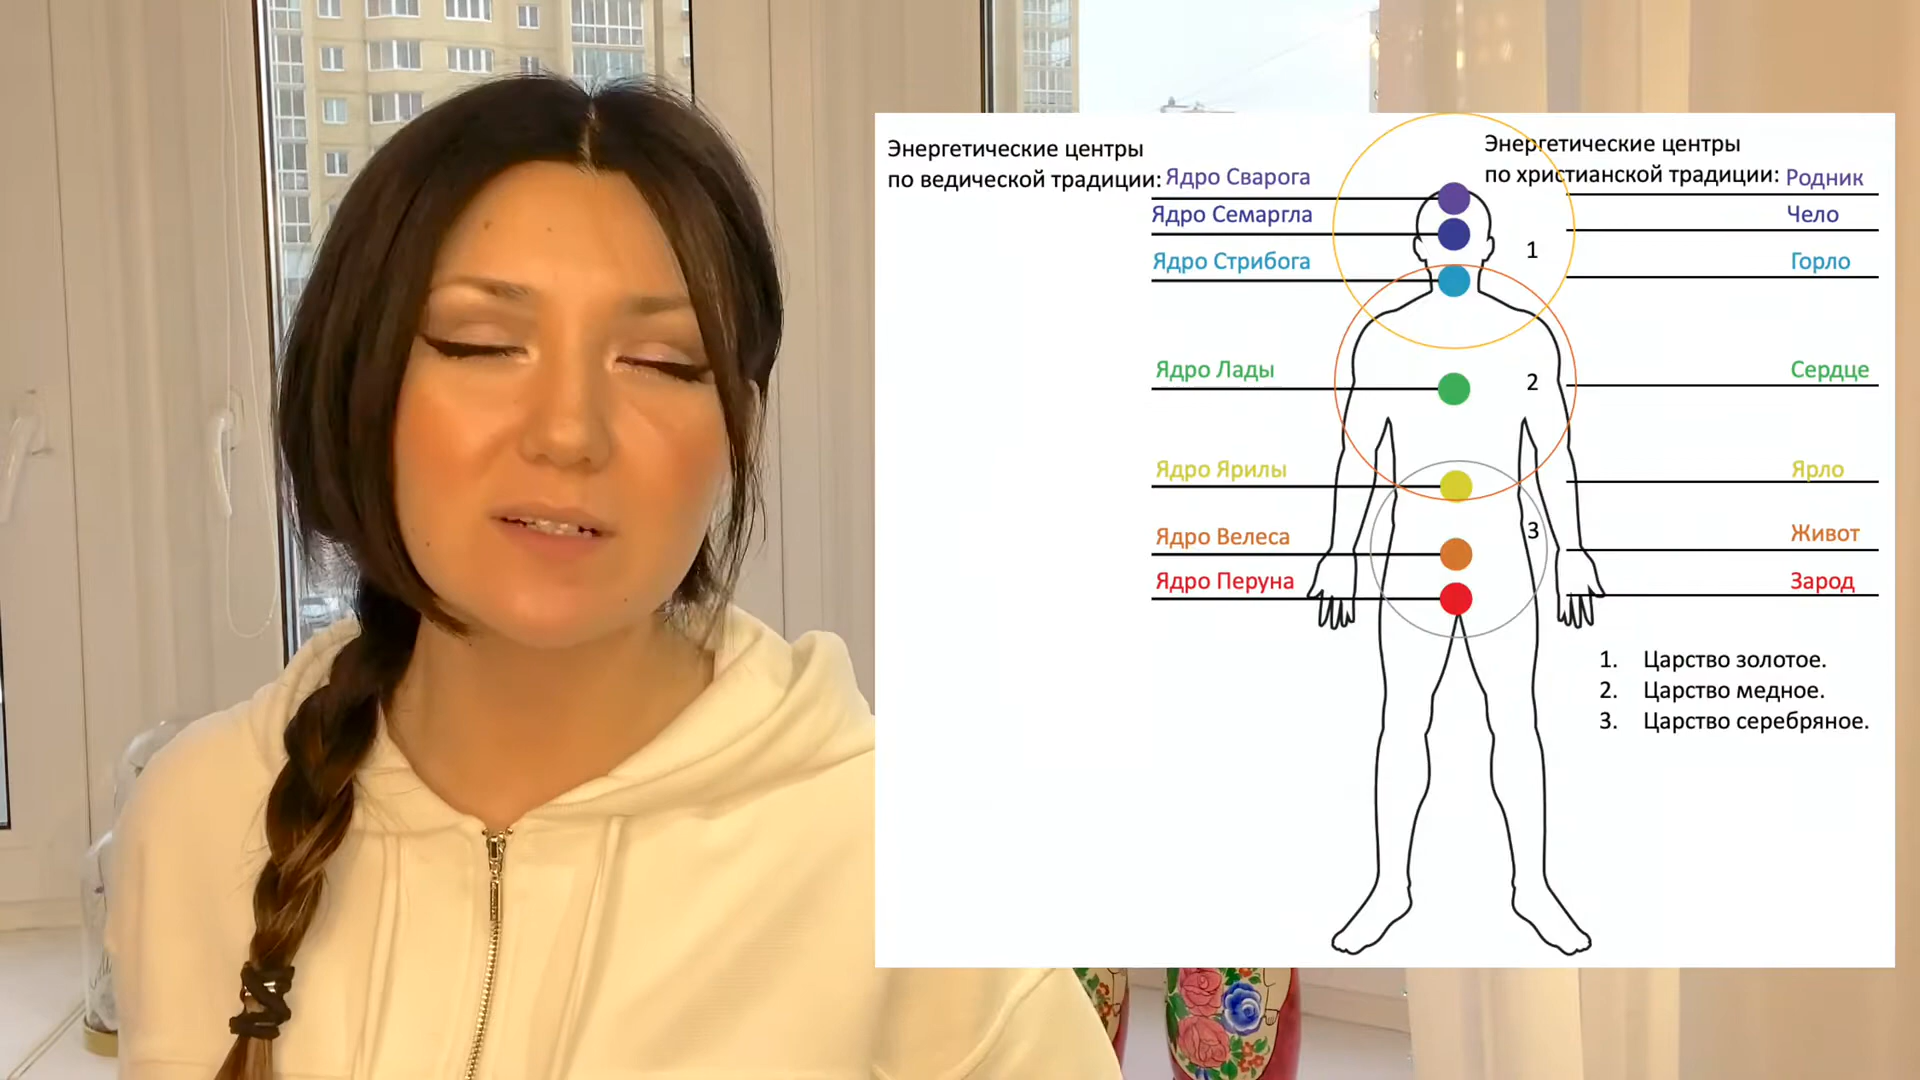 Энергетические центры
по ведической традиции:
Ядро Сварога
Ядро Семаргла
Ядро Стрибога
Ядро Лады
Ядро Ярилы
Ядро Велеса
Ядро Перуна
Энергетические центры
по христианской традиции:
Родник
Чело
Горло
Сердце
Ярло
Живот
Зарод
1
2
3
1. Царство золотое.
2. Царство медное.
3. Царство серебряное.